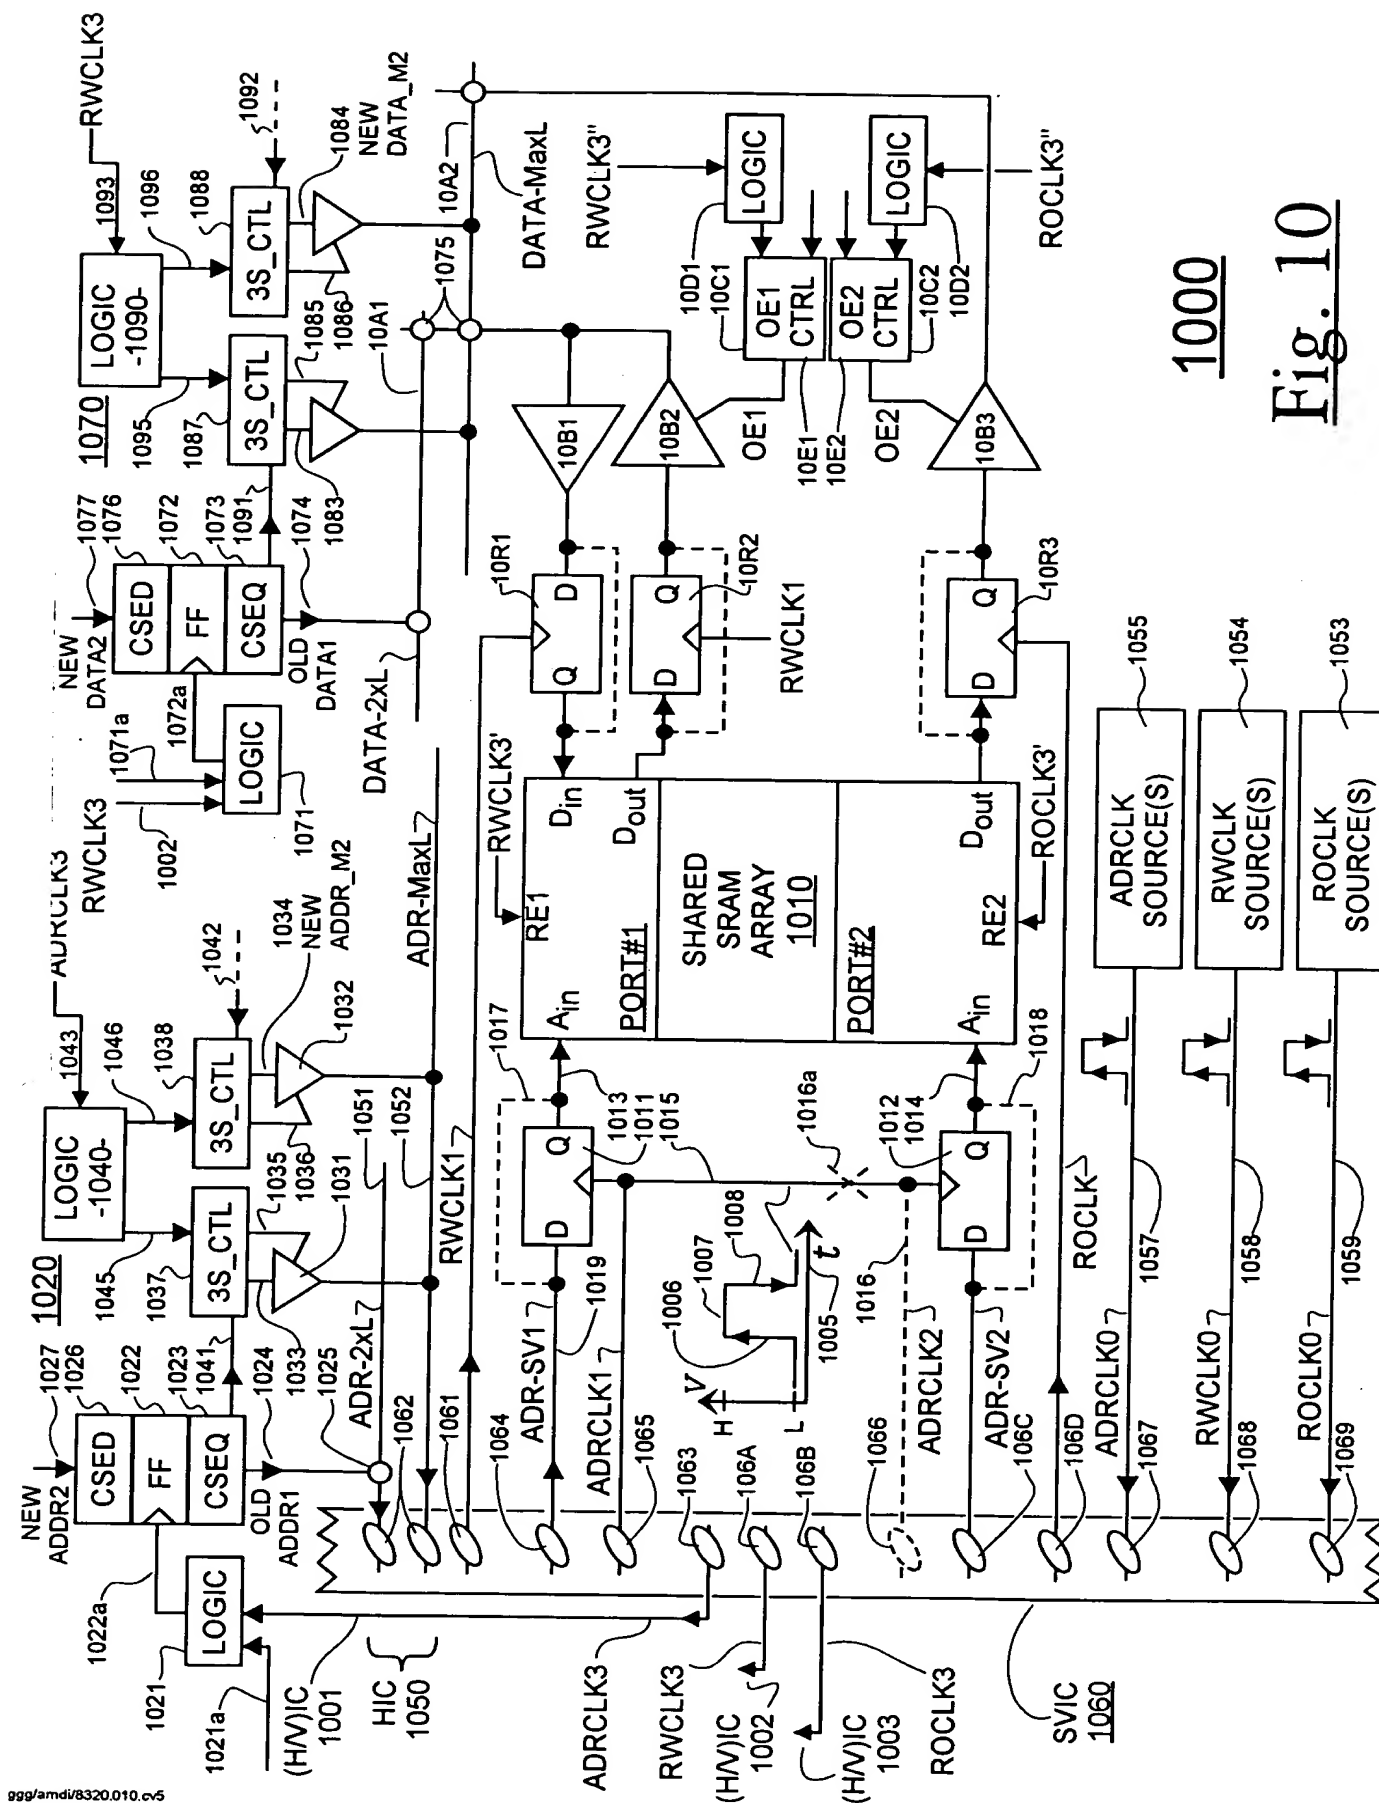 NEW
ADDR2
1027
1026
CSED
FF
CSEQ
1022
1023
1041
1024
OLD
ADDR1
1024
1033
1025
1022a
1021
LOGIC
1021a
(H/V)IC
1001
HIC
1050
1020
LOGIC
-1040-
1043
ADRCLK3
1045
1046
1037
3S_CTL
1038
3S_CTL
1042
1034
NEW
ADDR_M2
1035
1036
1031
1032
ADR-2xL
1051
1052
ADR-MaxL
RWCLK3
1002
1071a
1072a
LOGIC
1071
NEW
DATA2
1077
1076
CSED
FF
CSEQ
1072
1073
1091
1074
OLD
DATA1
1083
1070
LOGIC
-1090-
1093
RWCLK3
1095
1096
1087
3S_CTL
1088
3S_CTL
1092
1084
NEW
DATA_M2
1085
1086
DATA-2xL
10A1
1075
10A2
DATA-MaxL
1062
1061
RWCLK1
1064
ADR-SV1
1019
D
Q
1017
1013
1011
1015
ADRCLK1
1065
1063
106A
106B
ADRCLK3
RWCLK3
(H/V)IC
1002
(H/V)IC
1003
ROCLK3
V
H
L
t
1005
1006
1007
1008
1016
1016a
1066
ADRCLK2
ADR-SV2
106C
106D
D
Q
1012
1014
1018
ROCLK1
RWCLK3'
RE1
Ain
Din
Dout
PORT#1
SHARED
SRAM
ARRAY
1010
PORT#2
Ain
RE2
Dout
ROCLK3'
10R1
Q
D
D
Q
10R2
RWCLK1
D
Q
10R3
10B1
10B2
10B3
OE1
OE2
10E1
10E2
OE1
CTRL
OE2
CTRL
10C1
10C2
10D1
10D2
LOGIC
LOGIC
RWCLK3"
ROCLK3"
ADRCLK0
1067
1057
ADRCLK
SOURCE(S)
1055
RWCLK0
1068
1058
RWCLK
SOURCE(S)
1054
ROCLK0
1069
1059
ROCLK
SOURCE(S)
1053
SVIC
1060
1000
Fig. 10
ggg/amdi/8320.010.cv5